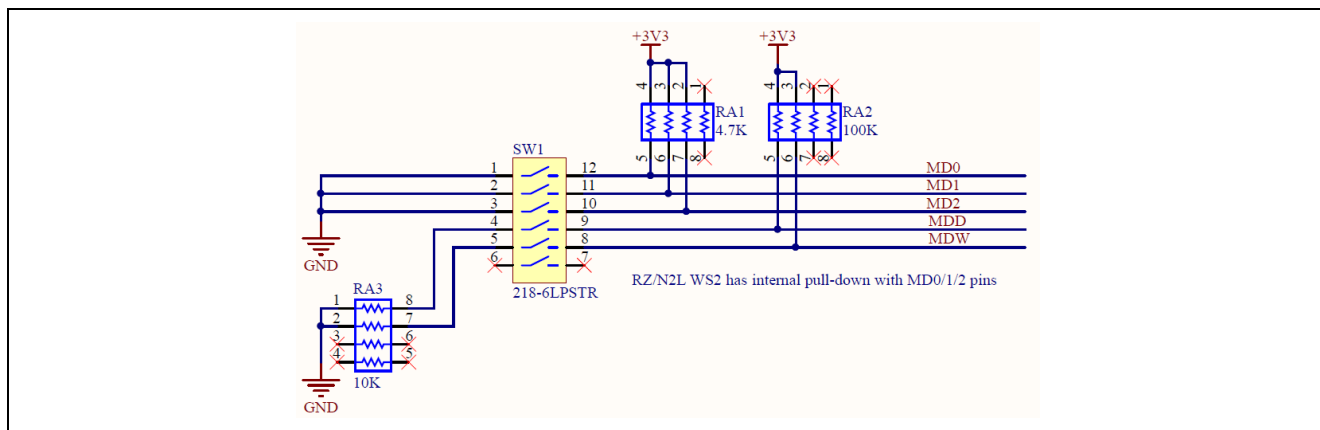 +3V3
+3V3
4
3
2
1
4
3
2
1
RA1
4.7K
RA2
100K
5
6
7
8
5
6
7
8
SW1
1
12
MD0
2
11
MD1
3
10
MD2
4
9
MDD
5
8
MDW
6
7
GND
218-6LPSTR
RZ/N2L WS2 has internal pull-down with MD0/1/2 pins
RA3
1
8
2
7
3
6
4
5
10K
GND